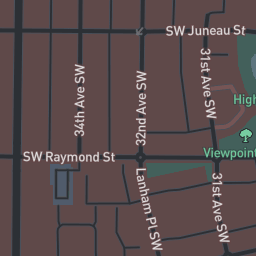 SW Juneau St
31st Ave SW
34th Ave SW
32nd Ave SW
High
Viewpoint
SW Raymond St
Lanham Pl SW
31st Ave SW